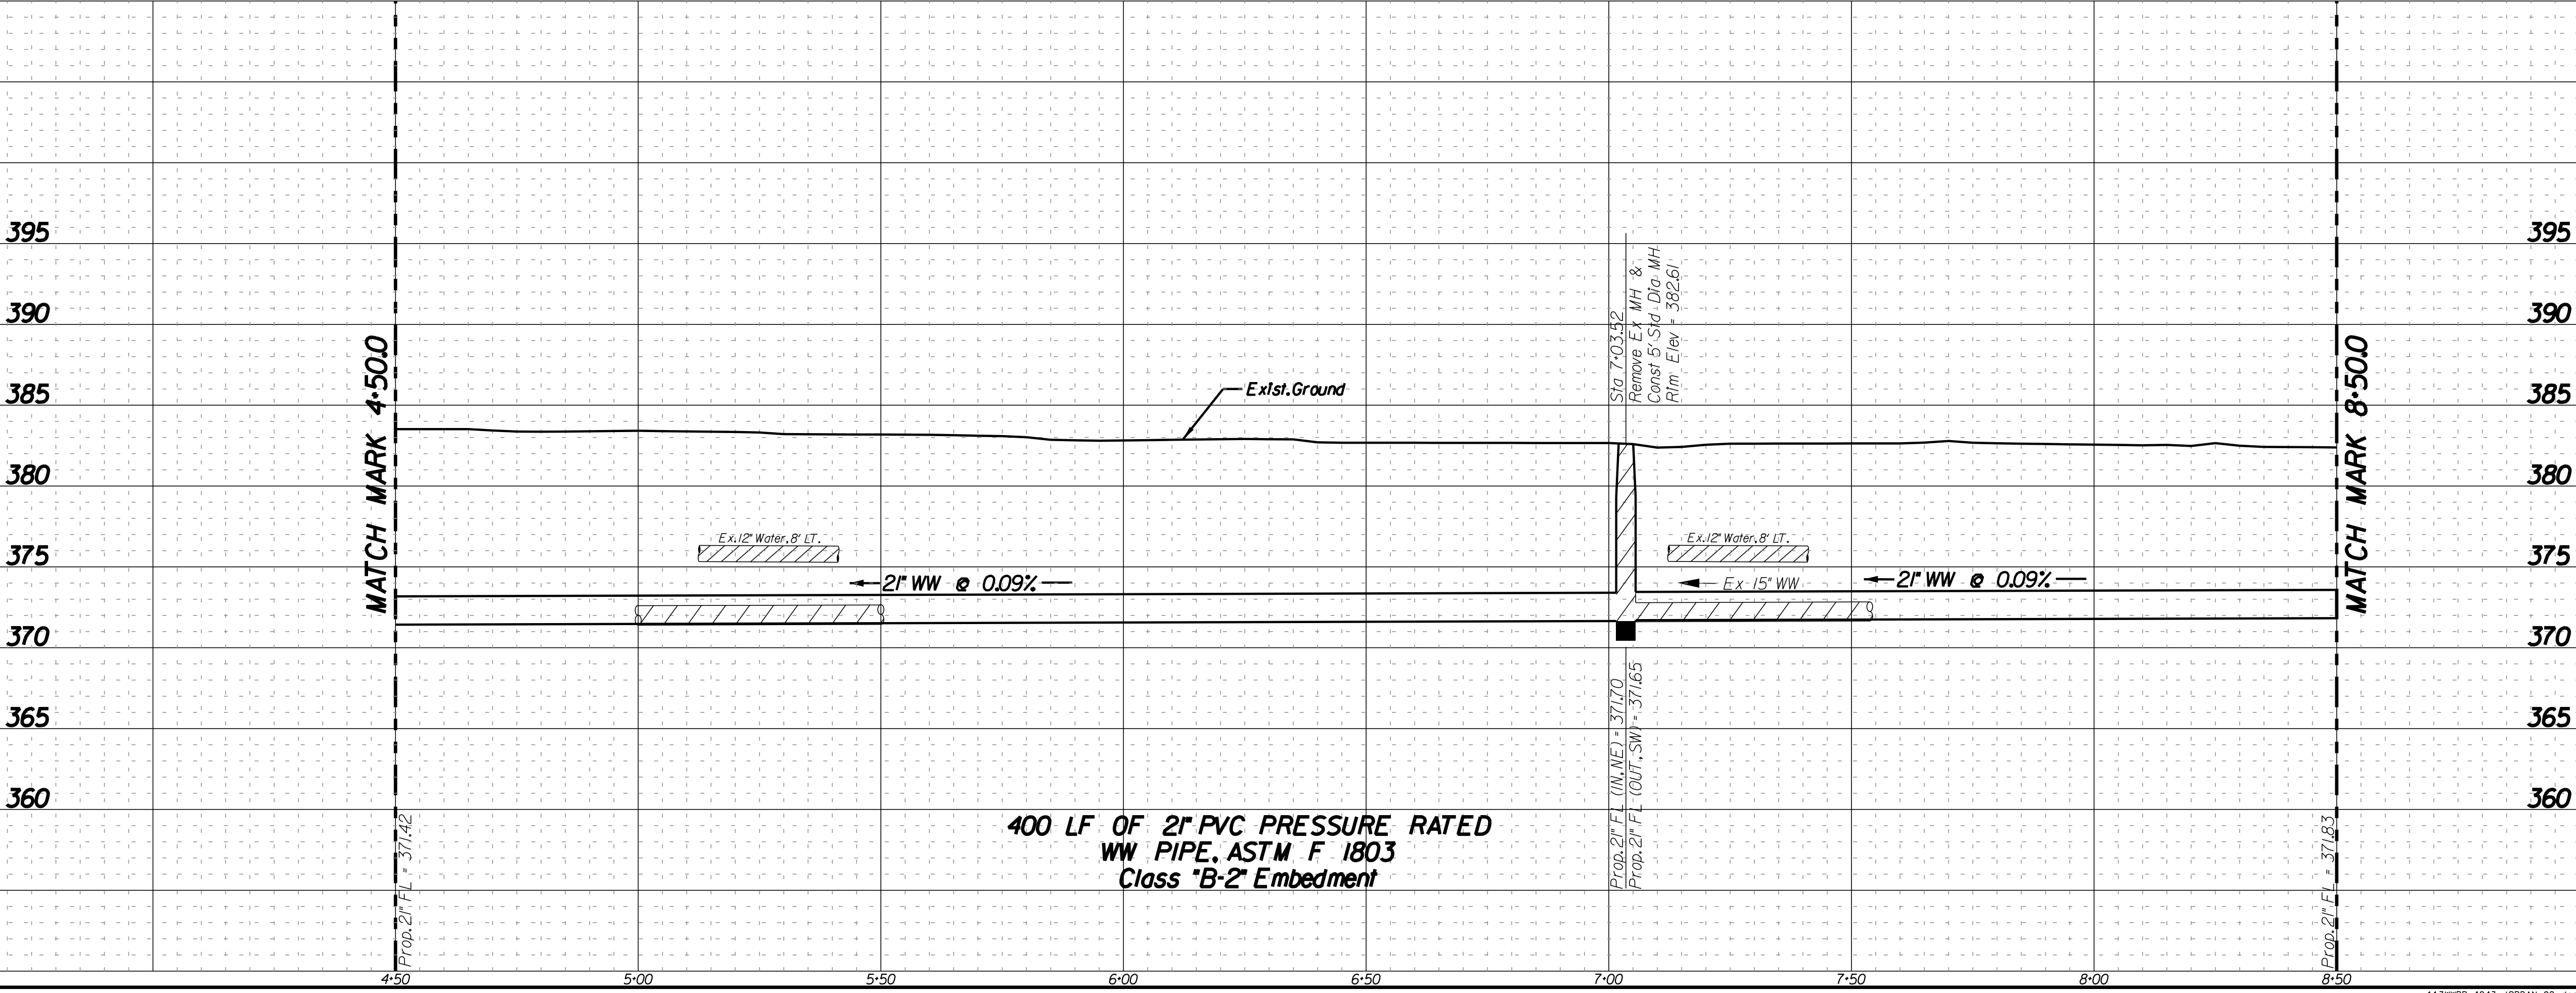 395
395
Sta 7+03.52
Remove Ex MH &
Const 5' Std Dia MH
Rim Elev = 382.61
390
390
MATCH MARK 4+50.0
MATCH MARK 8+50.0
385
385
Exist. Ground
380
380
Ex. 12" Water, 8' LT.
Ex. 12" Water, 8' LT.
375
375
21" WW @ 0.09%
Ex 15" WW
21" WW @ 0.09%
370
370
Prop. 21" FL (IN, NE) = 371.70
Prop. 21" FL (OUT, SW) = 371.65
365
365
360
360
Prop. 21" FL = 371.42
400 LF OF 21" PVC PRESSURE RATED
WW PIPE, ASTM F 1803
Class "B-2" Embedment
Prop. 21" FL = 371.83
4+50
5+00
5+50
6+00
6+50
7+00
7+50
8+00
8+50